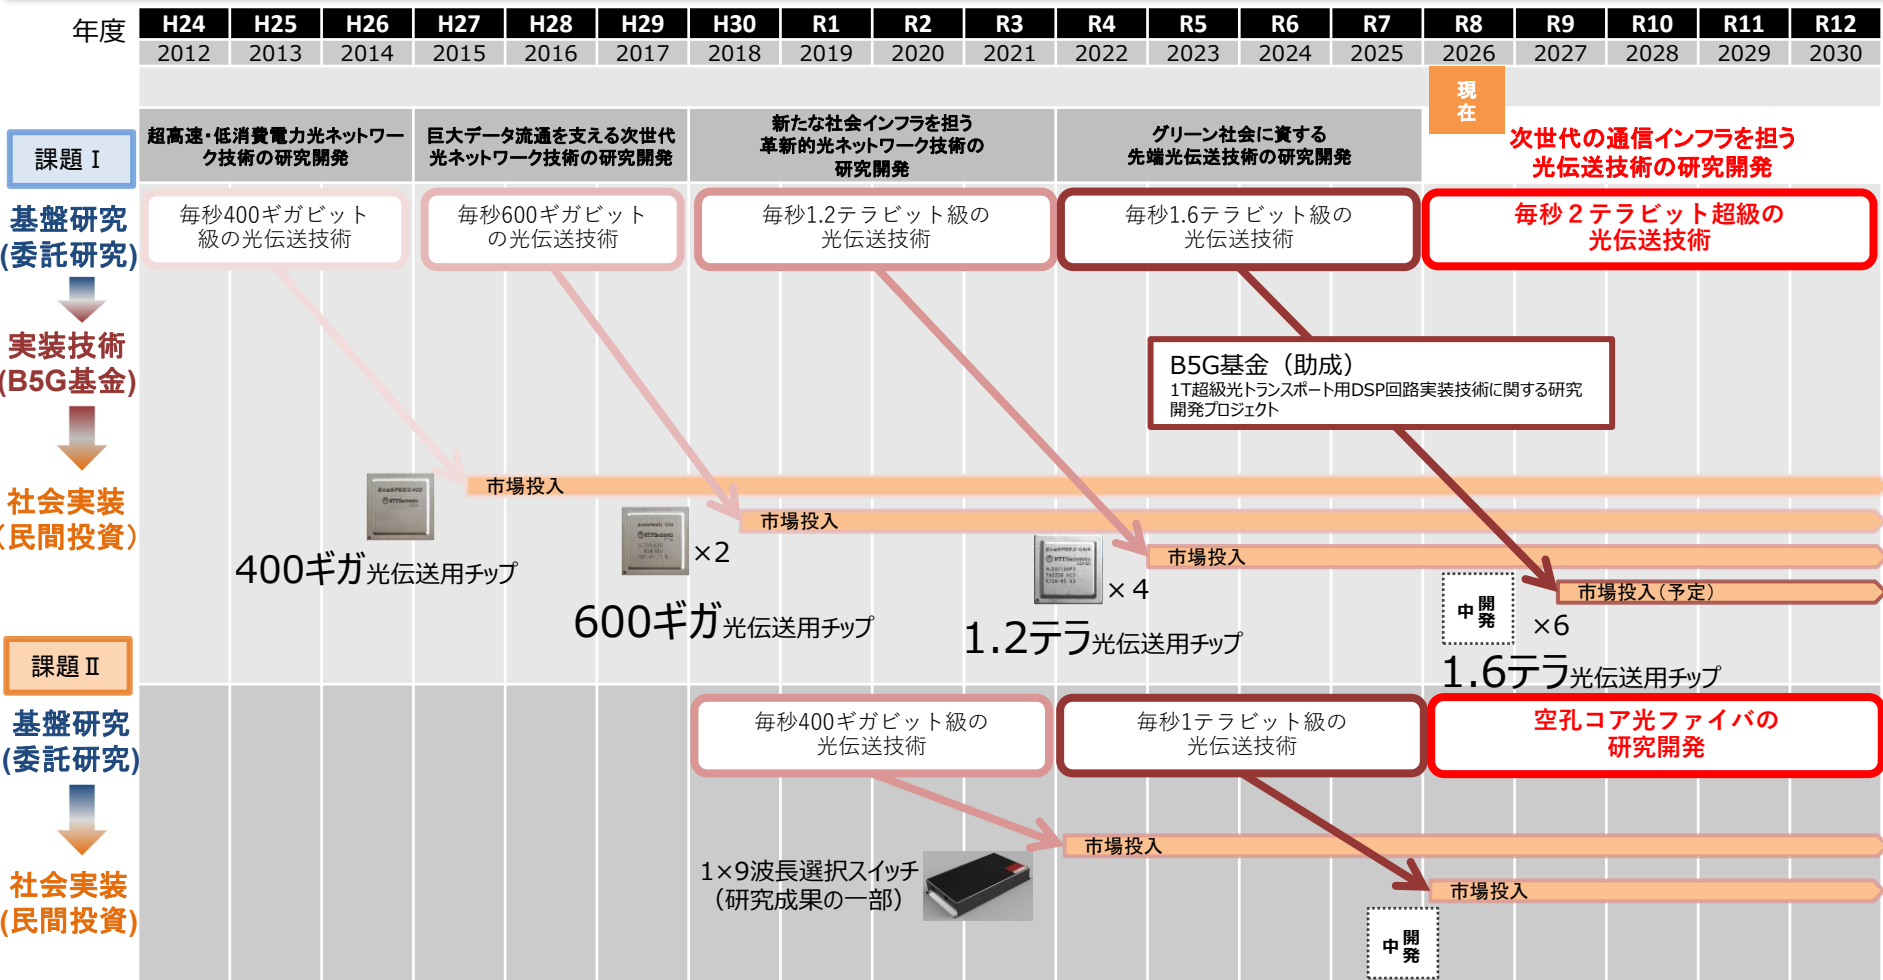 年度
H24 H25 H26 H27 H28 H29 H30 R1 R2 R3 R4 R5 R6 R7 R8 R9 R10 R11 R12
2012 2013 2014 2015 2016 2017 2018 2019 2020 2021 2022 2023 2024 2025 2026 2027 2028 2029 2030
現
在
課題Ⅰ
超高速・低消費電力光ネットワー
ク技術の研究開発
巨大データ流通を支える次世代
光ネットワーク技術の研究開発
新たな社会インフラを担う
革新的光ネットワーク技術の
研究開発
グリーン社会に資する
先端光伝送技術の研究開発
次世代の通信インフラを担う
光伝送技術の研究開発
基盤研究
(委託研究)
毎秒400ギガビット
級の光伝送技術
毎秒600ギガビット
の光伝送技術
毎秒1.2テラビット級の
光伝送技術
毎秒1.6テラビット級の
光伝送技術
毎秒２テラビット超級の
光伝送技術
実装技術
(B5G基金)
B5G基金（助成）
1T超級光トランスポート用DSP回路実装技術に関する研究
開発プロジェクト
社会実装
（民間投資）
市場投入
400ギガ光伝送用チップ
市場投入
×2
600ギガ光伝送用チップ
市場投入
×4
1.2テラ光伝送用チップ
市場投入(予定)
開発中
×6
1.6テラ光伝送用チップ
課題Ⅱ
基盤研究
(委託研究)
毎秒400ギガビット級の
光伝送技術
毎秒1テラビット級の
光伝送技術
空孔コア光ファイバの
研究開発
社会実装
(民間投資)
市場投入
1×9波長選択スイッチ
（研究成果の一部）
市場投入
開発中